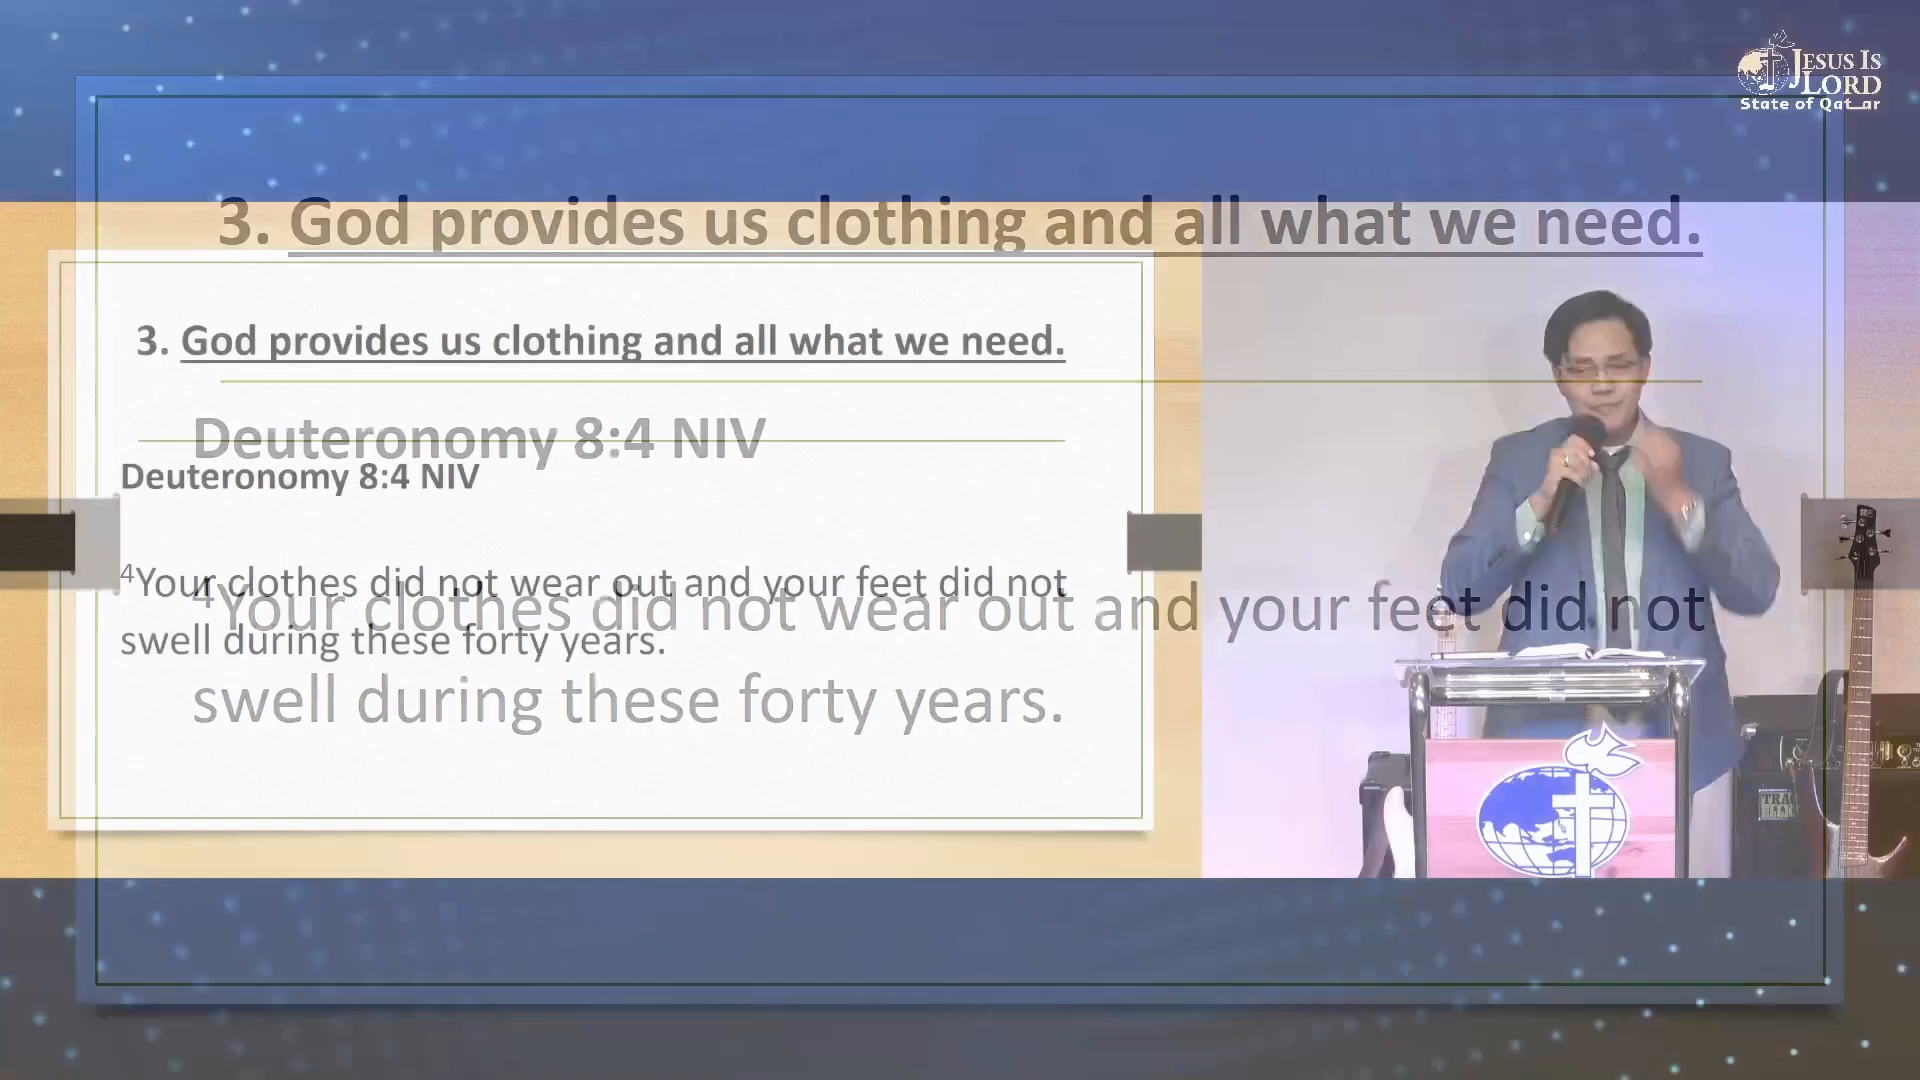 JESUS IS
LORD
State of Qatar
3. God provides us clothing and all what we need.
Deuteronomy 8:4 NIV
4Your clothes did not wear out and your feet did not
swell during these forty years.
3. God provides us clothing and all what we need.
Deuteronomy 8:4 NIV
4Your clothes did not wear out and your feet did not
swell during these forty years.